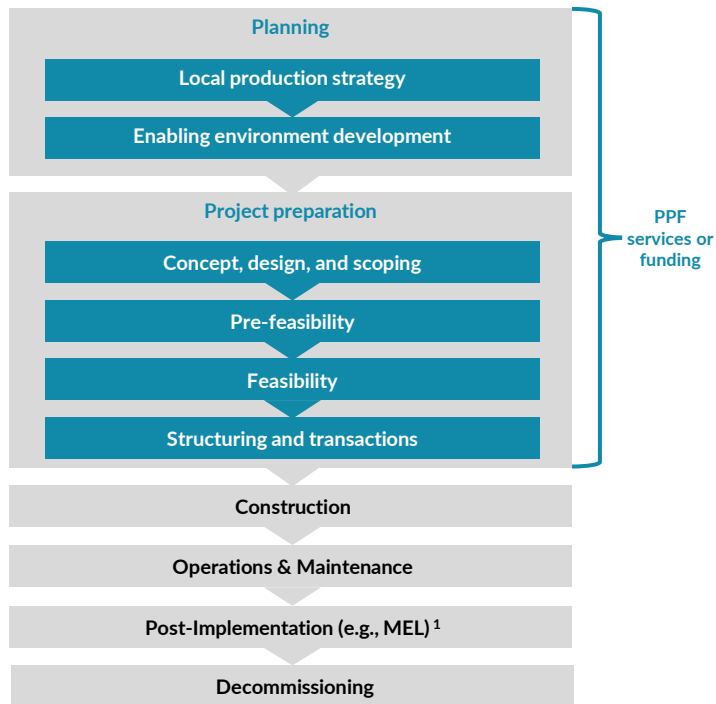 Planning
Local production strategy
Enabling environment development
Project preparation
Concept, design, and scoping
Pre-feasibility
Feasibility
Structuring and transactions
PPF
services or
funding
Construction
Operations & Maintenance
Post-Implementation (e.g., MEL) ¹
Decommissioning